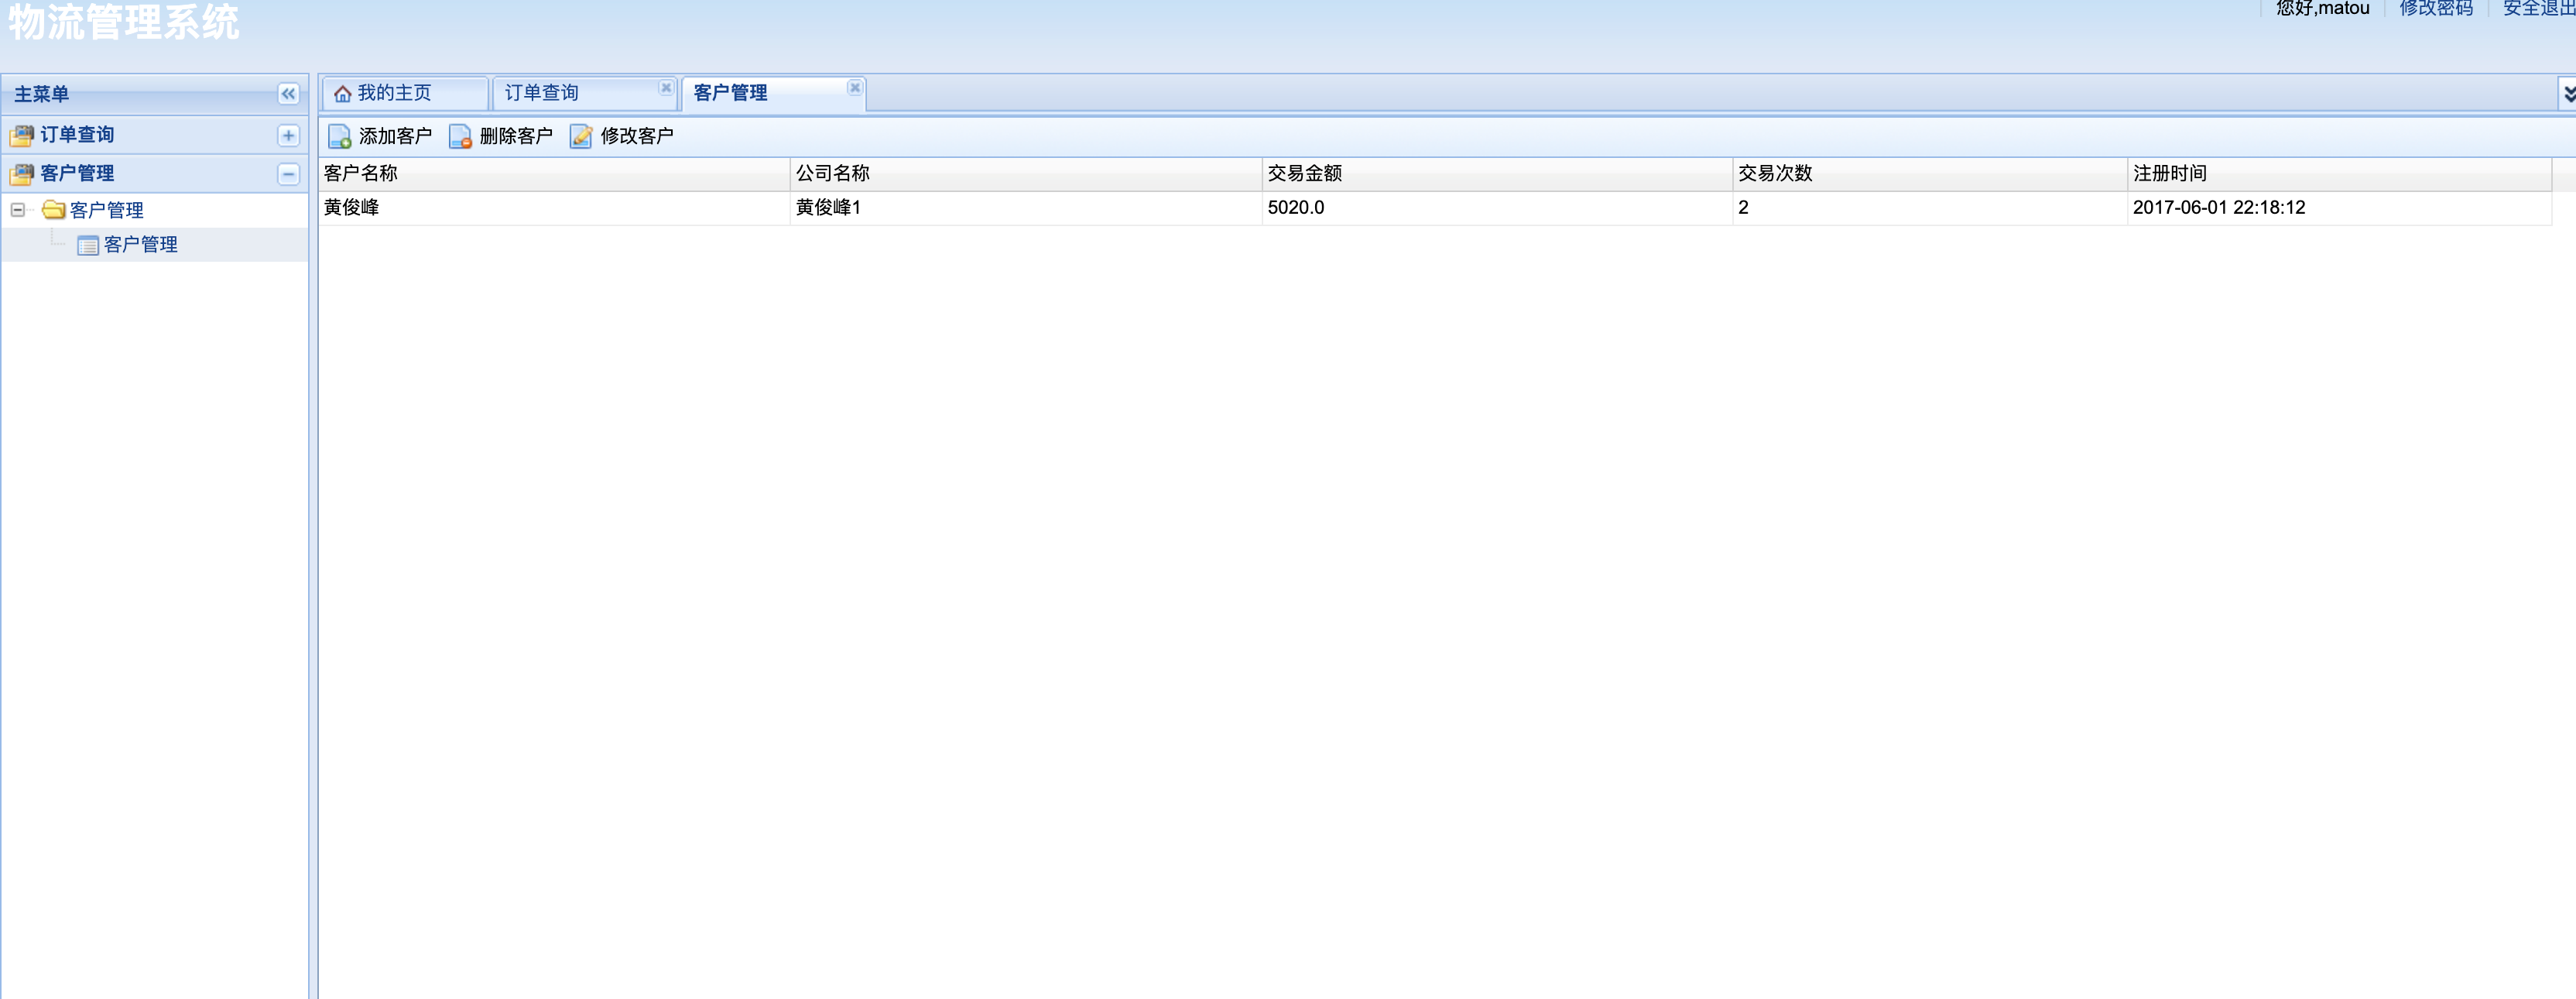 物流管理系统
您好,matou 修改密码 安全退出
主菜单
订单查询
客户管理
客户管理
客户管理
我的主页 订单查询 客户管理
添加客户 删除客户 修改客户
客户名称 公司名称 交易金额 交易次数 注册时间
黄俊峰 黄俊峰1 5020.0 2 2017-06-01 22:18:12